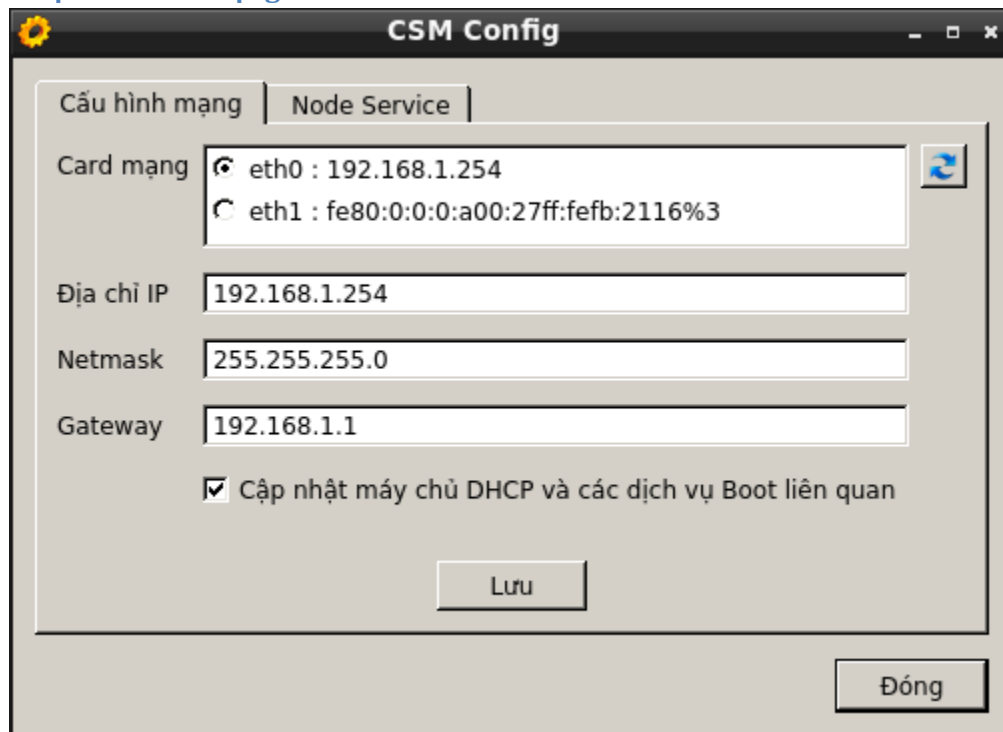 CSM Config
Cấu hình mạng
Node Service
Card mạng
eth0 : 192.168.1.254
eth1 : fe80:0:0:0:a00:27ff:fefb:2116%3
Địa chỉ IP
192.168.1.254
Netmask
255.255.255.0
Gateway
192.168.1.1
Cập nhật máy chủ DHCP và các dịch vụ Boot liên quan
Lưu
Đóng